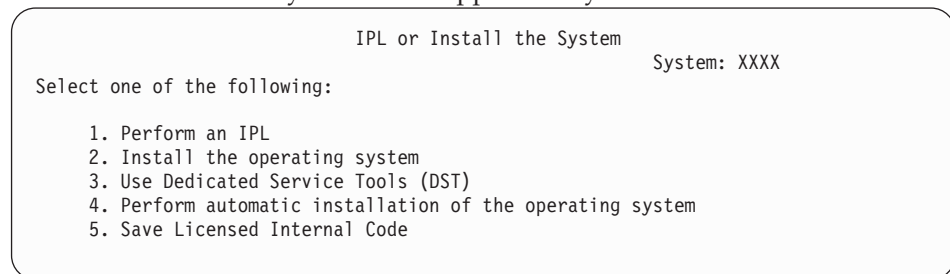 IPL or Install the System
System: XXXX
Select one of the following:
1. Perform an IPL
2. Install the operating system
3. Use Dedicated Service Tools (DST)
4. Perform automatic installation of the operating system
5. Save Licensed Internal Code